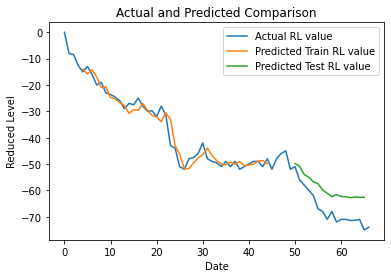 Actual and Predicted Comparison
Actual RL value
Predicted Train RL value
Predicted Test RL value
Reduced Level
0
−10
−20
−30
−40
−50
−60
−70
0 10 20 30 40 50 60
Date